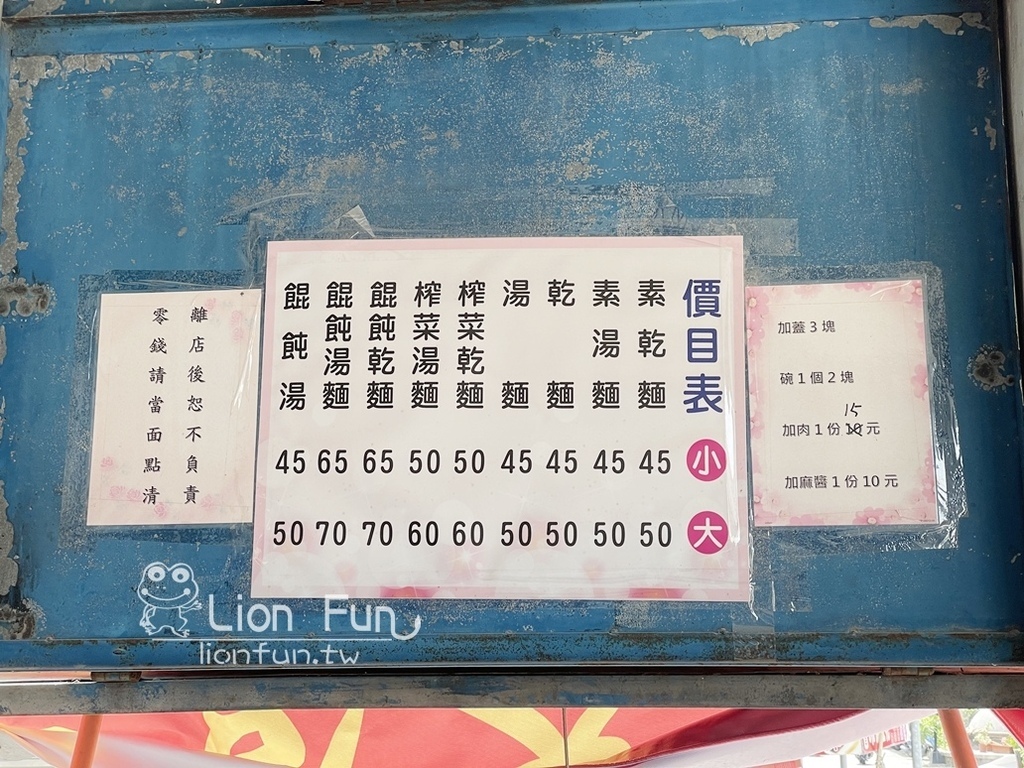 離店後恕不負責
零錢請當面點清
價目表 小 大
素乾麵 45 50
素湯麵 45 50
乾麵 45 50
湯麵 45 50
榨菜乾麵 50 60
榨菜湯麵 50 60
餛飩乾麵 65 70
餛飩湯麵 65 70
餛飩湯 45 50
加蓋3塊
碗1個2塊
15
加肉1份10元
加麻醬1份10元
Lion Fun
lionfun.tw